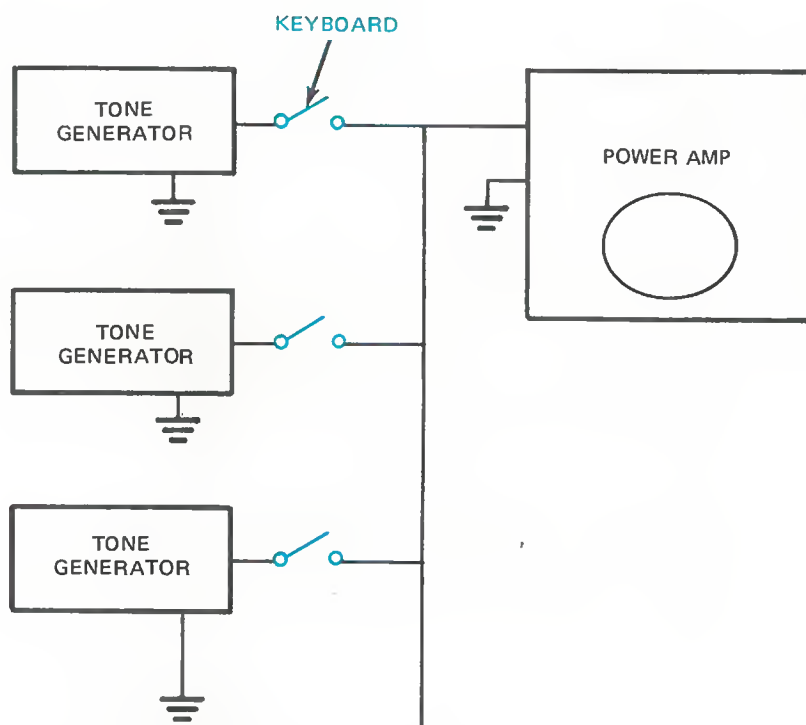 KEYBOARD
TONE
GENERATOR
POWER AMP
TONE
GENERATOR
TONE
GENERATOR